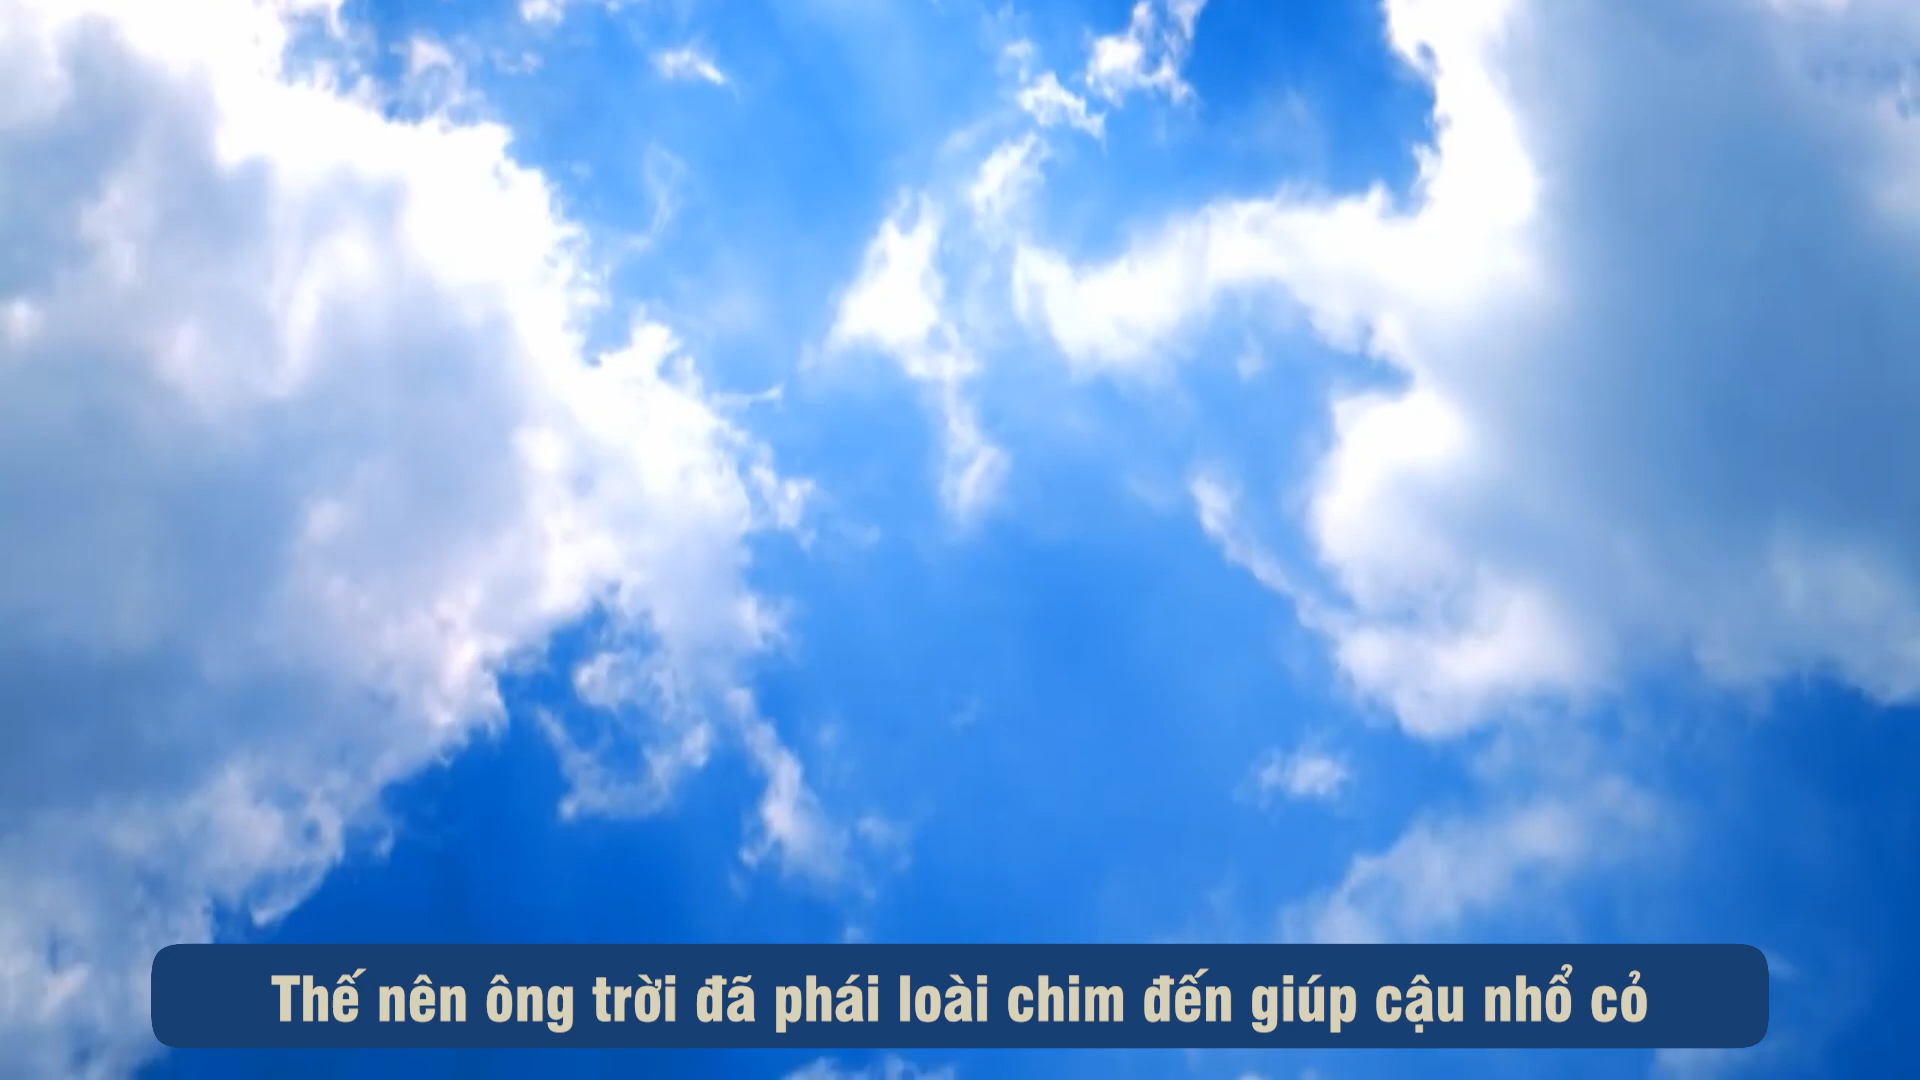 Thế nên ông trời đã phái loài chim đến giúp cậu nhổ cỏ